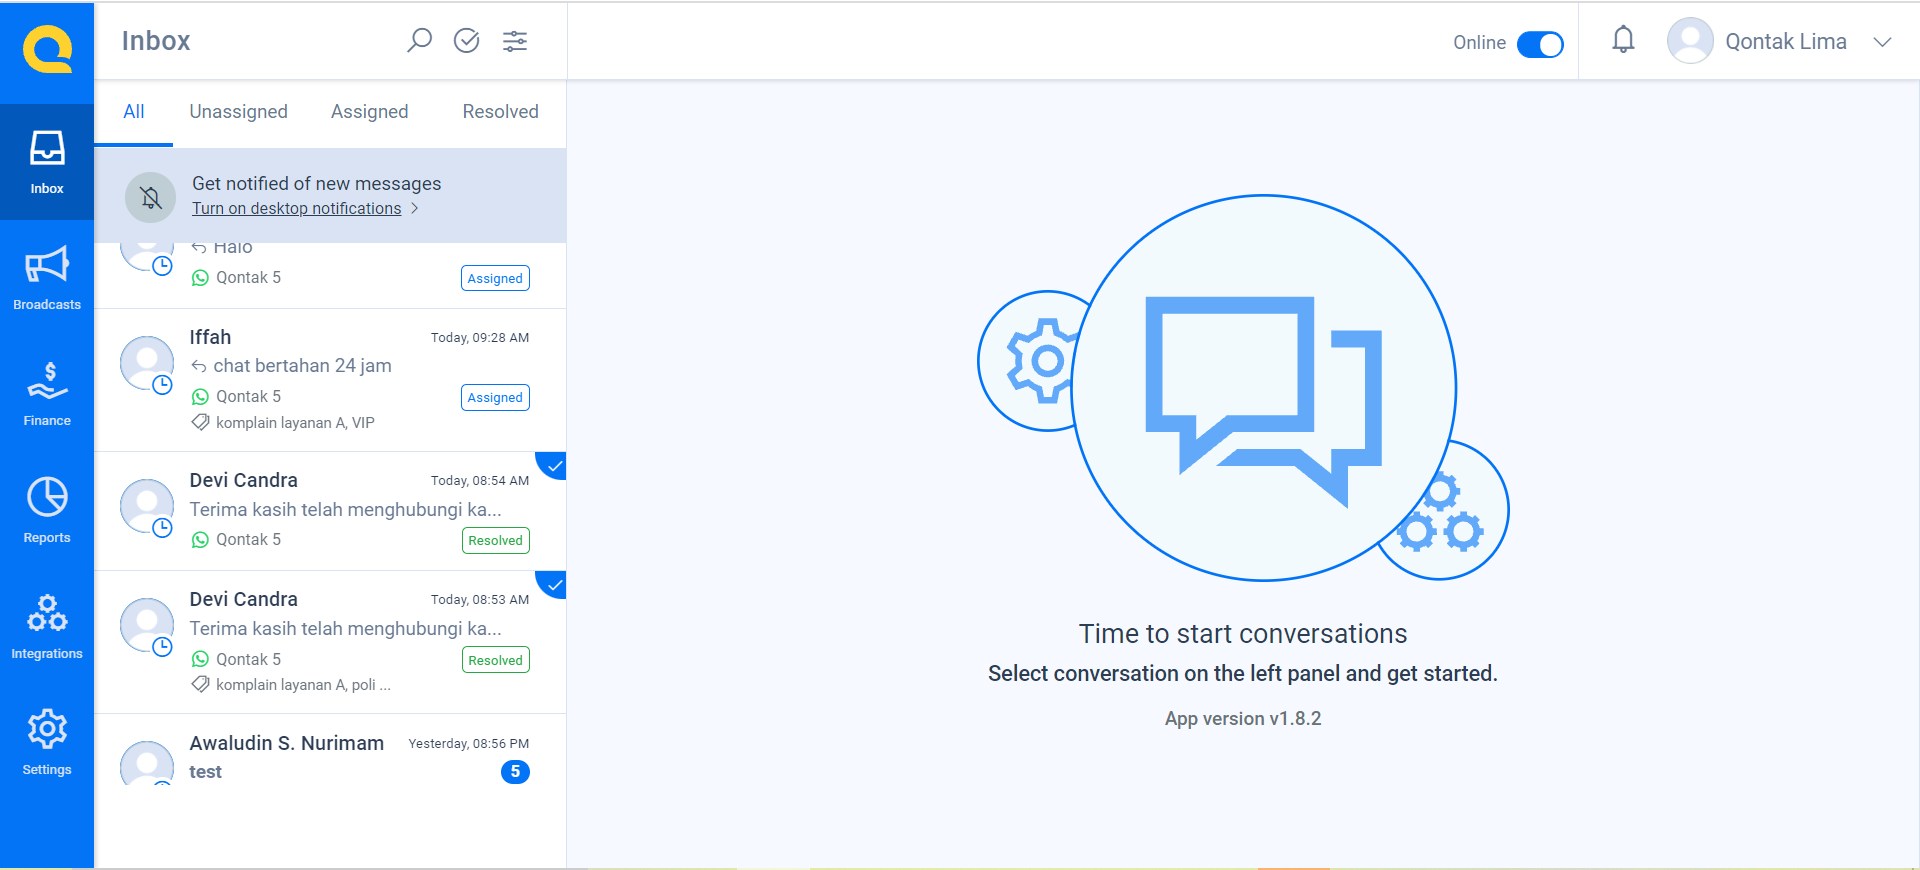 Inbox
Online
Qontak Lima
All
Unassigned
Assigned
Resolved
Get notified of new messages
Turn on desktop notifications
Halo
Qontak 5
Assigned
Iffah
Today, 09:28 AM
chat bertahan 24 jam
Qontak 5
Assigned
komplain layanan A, VIP
Devi Candra
Today, 08:54 AM
Terima kasih telah menghubungi ka...
Qontak 5
Resolved
Devi Candra
Today, 08:53 AM
Terima kasih telah menghubungi ka...
Qontak 5
Resolved
komplain layanan A, poli ...
Awaludin S. Nurimam
Yesterday, 08:56 PM
test
5
Inbox
Broadcasts
Finance
Reports
Integrations
Settings
Time to start conversations
Select conversation on the left panel and get started.
App version v1.8.2